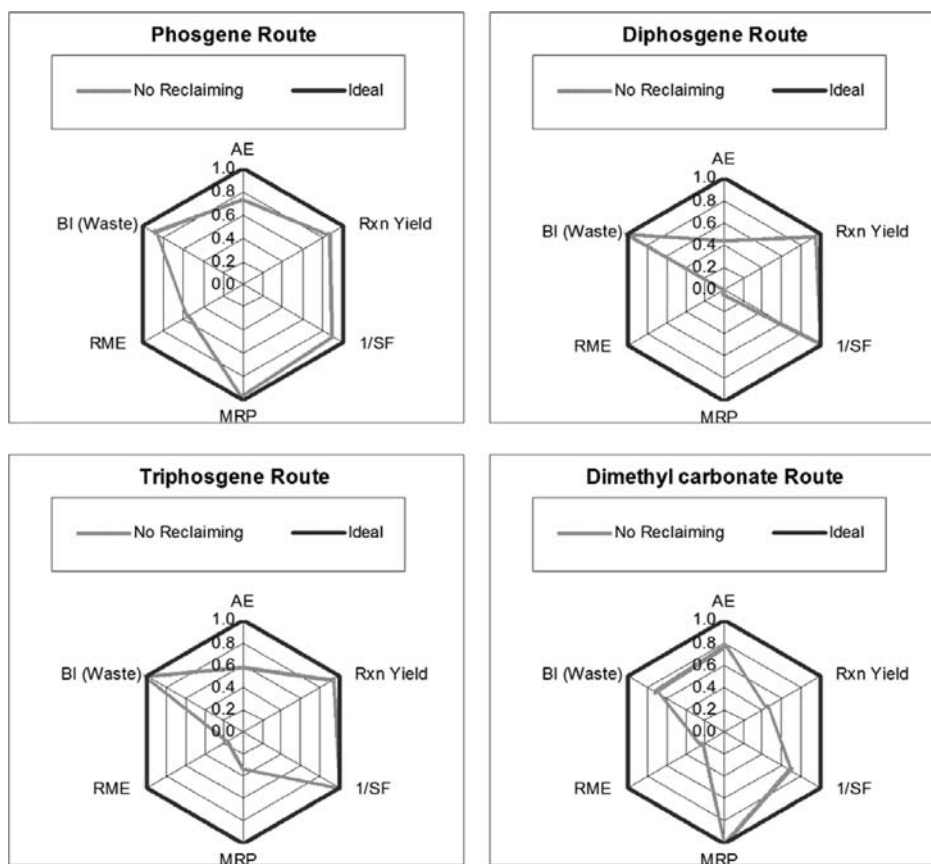 Phosgene Route
No Reclaiming Ideal
AE
1.0
0.8
0.6
0.4
0.2
0.0
BI (Waste)
Rxn Yield
RME
1/SF
MRP
Diphosgene Route
No Reclaiming Ideal
AE
1.0
0.8
0.6
0.4
0.2
0.0
BI (Waste)
Rxn Yield
RME
1/SF
MRP
Triphosgene Route
No Reclaiming Ideal
AE
1.0
0.8
0.6
0.4
0.2
0.0
BI (Waste)
Rxn Yield
RME
1/SF
MRP
Dimethyl carbonate Route
No Reclaiming Ideal
AE
1.0
0.8
0.6
0.4
0.2
0.0
BI (Waste)
Rxn Yield
RME
1/SF
MRP